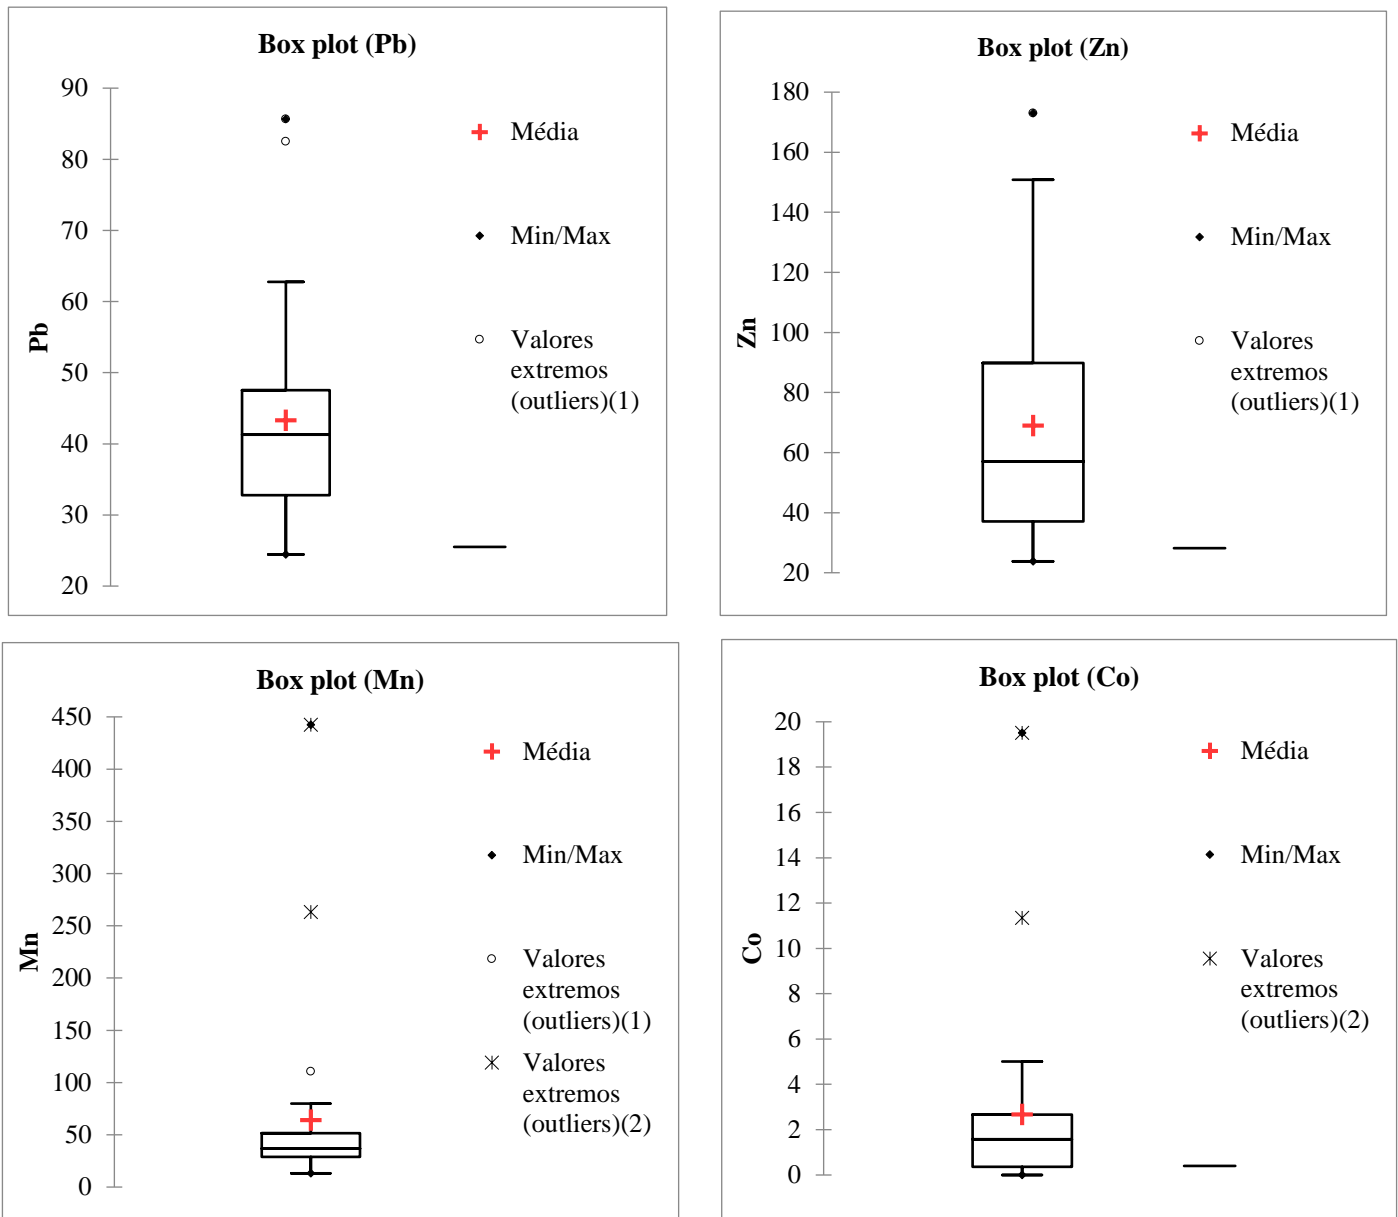 Box plot (Pb)
90
80
70
60
50
40
30
20
Pb
Média
Min/Max
Valores
extremos
(outliers)(1)
Box plot (Zn)
180
160
140
120
100
80
60
40
20
Zn
Média
Min/Max
Valores
extremos
(outliers)(1)
Box plot (Mn)
450
400
350
300
250
200
150
100
50
0
Mn
Média
Min/Max
Valores
extremos
(outliers)(1)
Valores
extremos
(outliers)(2)
Box plot (Co)
20
18
16
14
12
10
8
6
4
2
0
Co
Média
Min/Max
Valores
extremos
(outliers)(2)